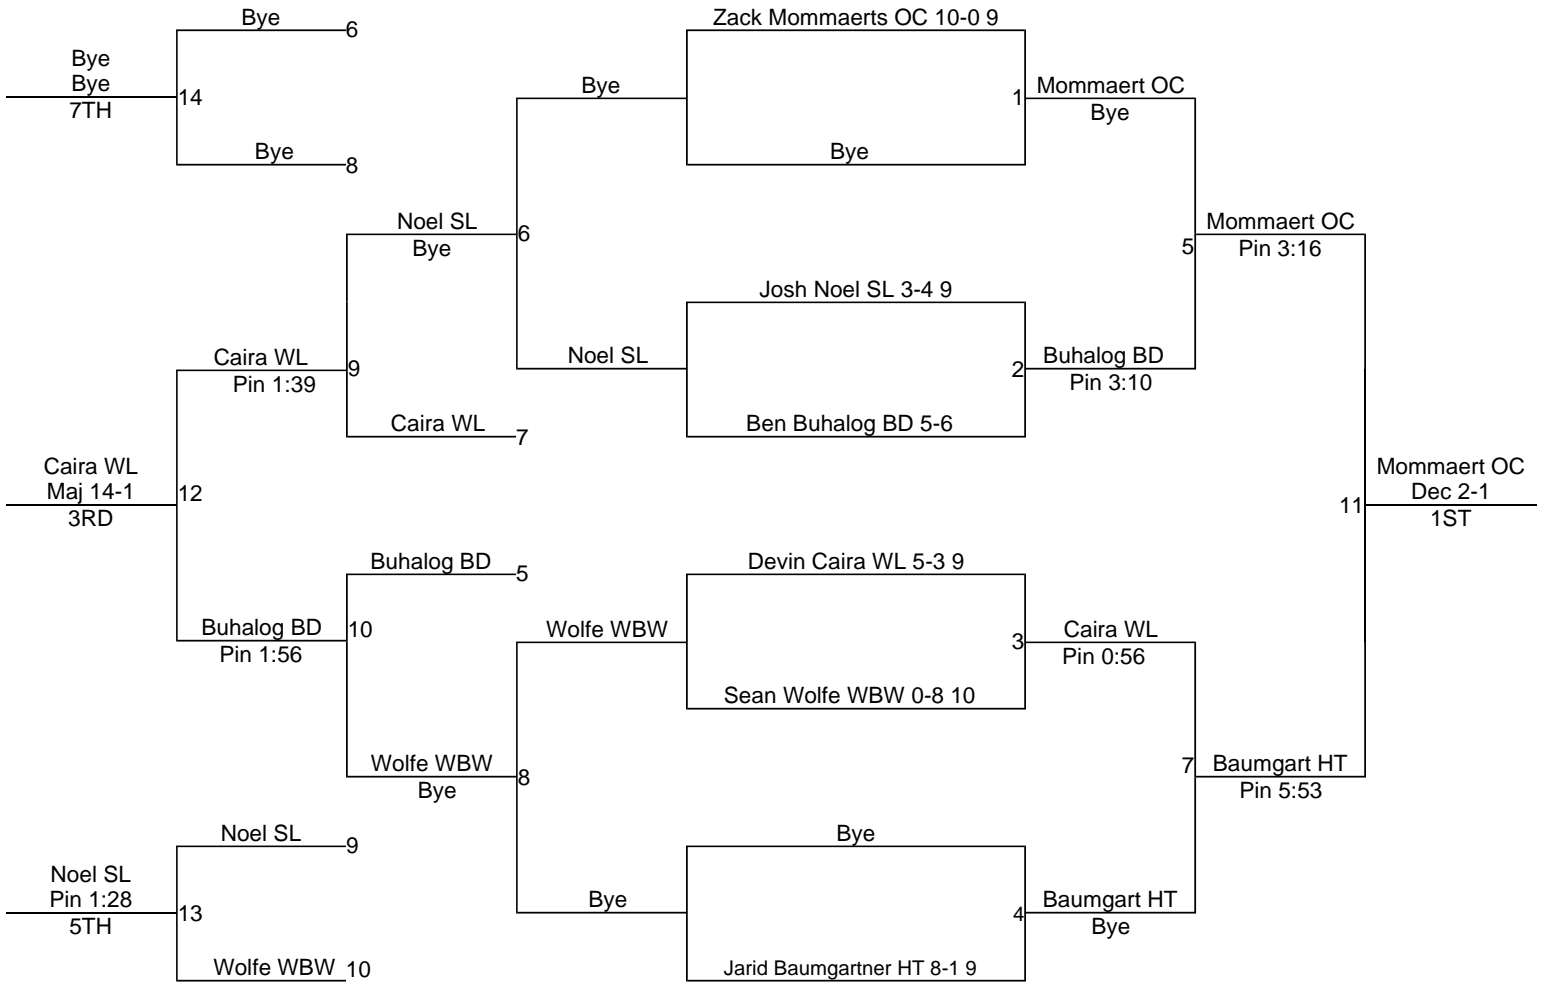 Bye
6
Bye
Bye
7TH
14
Bye
8
Zack Mommaerts OC 10-0 9
Bye
1
Mommaert OC
Bye
Bye
Noel SL
Bye
6
Mommaert OC
Pin 3:16
5
Josh Noel SL 3-4 9
Noel SL
2
Buhalog BD
Pin 3:10
Ben Buhalog BD 5-6
Caira WL
Pin 1:39
9
Caira WL
7
Caira WL
Maj 14-1
3RD
12
Mommaert OC
Dec 2-1
1ST
11
Buhalog BD
5
Devin Caira WL 5-3 9
Buhalog BD
Pin 1:56
10
Wolfe WBW
3
Caira WL
Pin 0:56
Sean Wolfe WBW 0-8 10
Wolfe WBW
Bye
8
7
Baumgart HT
Pin 5:53
Noel SL
9
Bye
Noel SL
Pin 1:28
5TH
13
Bye
4
Baumgart HT
Bye
Wolfe WBW
10
Jarid Baumgartner HT 8-1 9